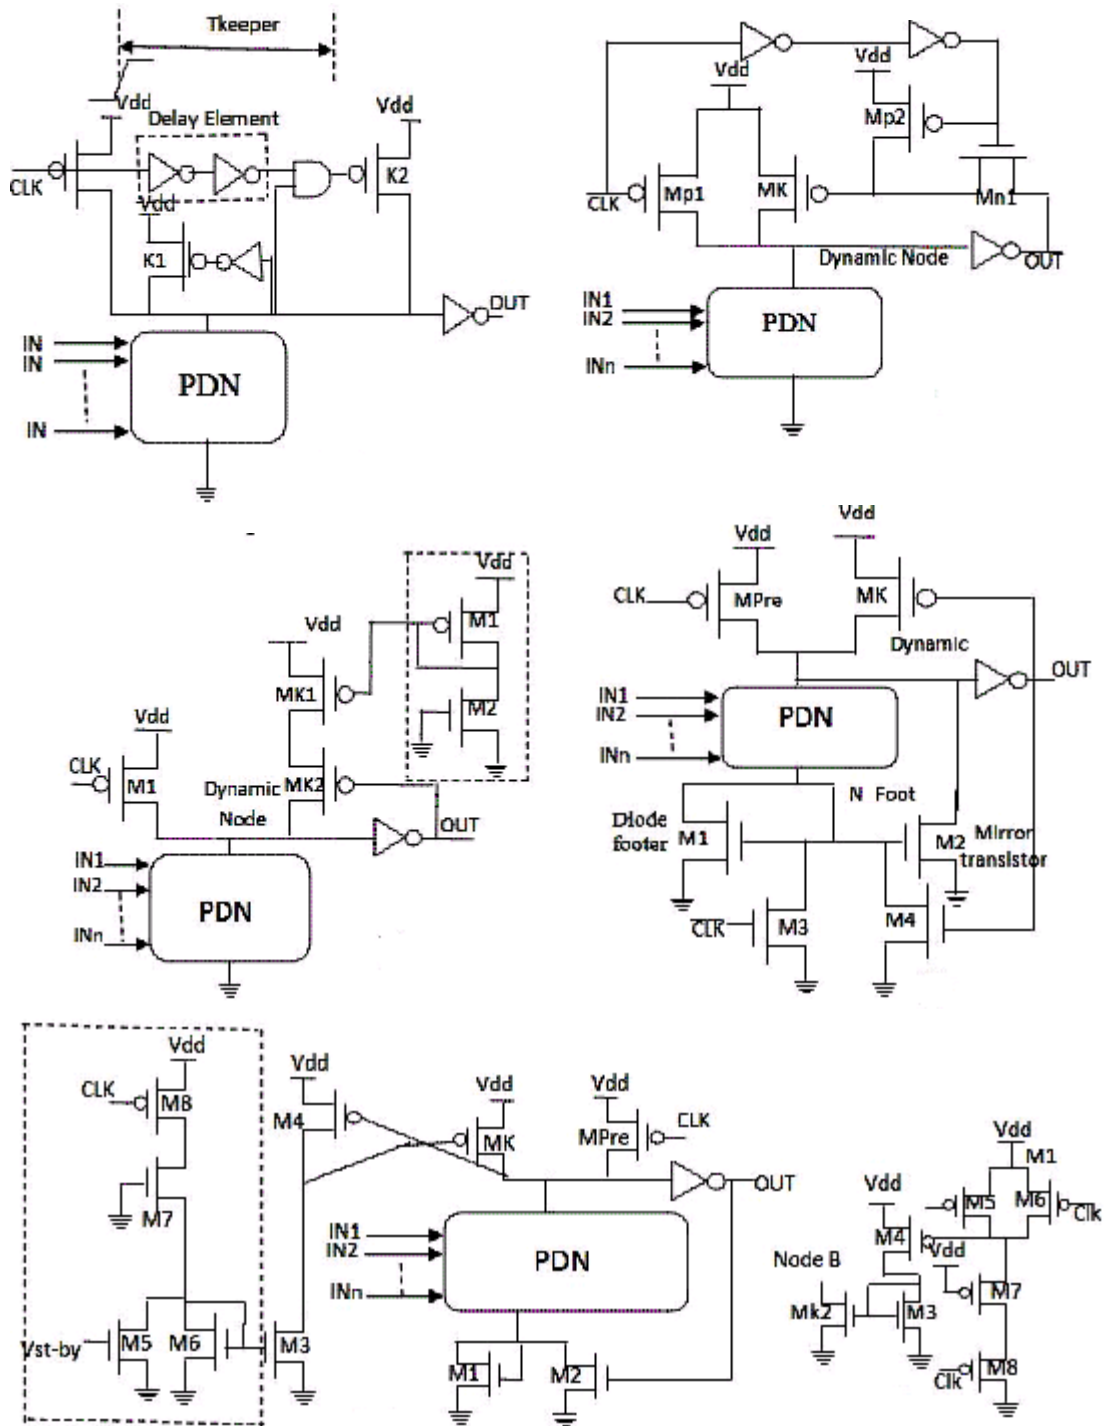 Tkeeper
Vdd
Delay Element
Vdd
CLK
K2
Vdd
K1
OUT
IN
IN
PDN
IN
Vdd
Vdd
Mp2
CLK
Mp1
MK
Mn1
Dynamic Node
OUT
IN1
IN2
PDN
INn
Vdd
M1
Vdd
MK1
M2
Vdd
CLK
M1
Dynamic
Node
MK2
OUT
IN1
IN2
PDN
INn
Vdd
Vdd
CLK
MPre
MK
Dynamic
OUT
IN1
IN2
PDN
INn
N Foot
Diode
footer
M1
M2
Mirror
transistor
CLK
M3
M4
Vdd
CLK
M8
M7
Vst-by
M5
M6
Vdd
M4
M3
Vdd
MK
Vdd
MPre
CLK
OUT
IN1
IN2
PDN
INn
M1
M2
Vdd
M1
M5
M6
Clk
Vdd
M4
Vdd
Node B
M7
Mk2
M3
M8
Clk